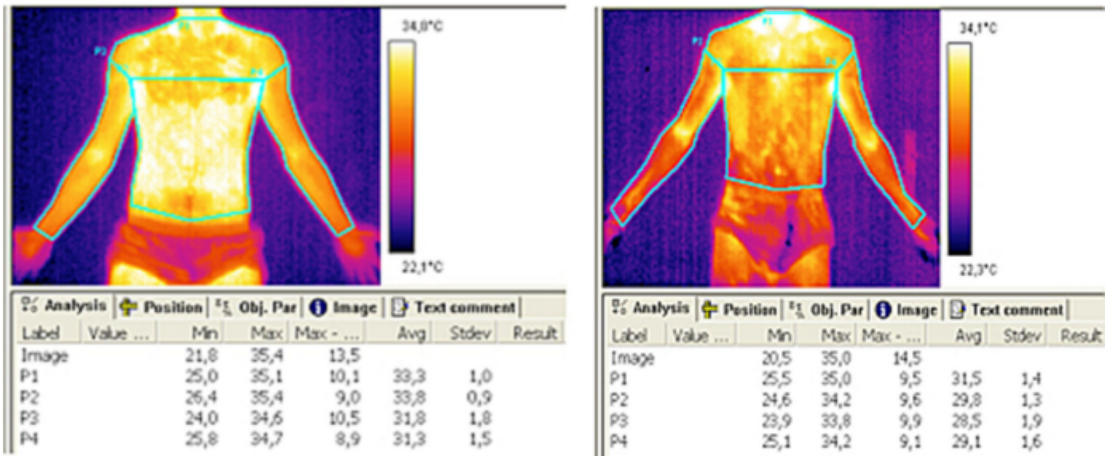 34,8°C
P1
P3
P4
22,1°C
Analysis Position Obj. Par Image Text comment
Label Value ... Min Max Max - ... Avg Stdev Result
Image 21,8 35,4 13,5
P1 25,0 35,1 10,1 33,3 1,0
P2 26,4 35,4 9,0 33,8 0,9
P3 24,0 34,6 10,5 31,8 1,8
P4 25,8 34,7 8,9 31,3 1,5
34,1°C
P1
22,3°C
Analysis Position Obj. Par Image Text comment
Label Value ... Min Max Max - ... Avg Stdev Result
Image 20,5 35,0 14,5
P1 25,5 35,0 9,5 31,5 1,4
P2 24,6 34,2 9,6 29,8 1,3
P3 23,9 33,8 9,9 28,5 1,9
P4 25,1 34,2 9,1 29,1 1,6